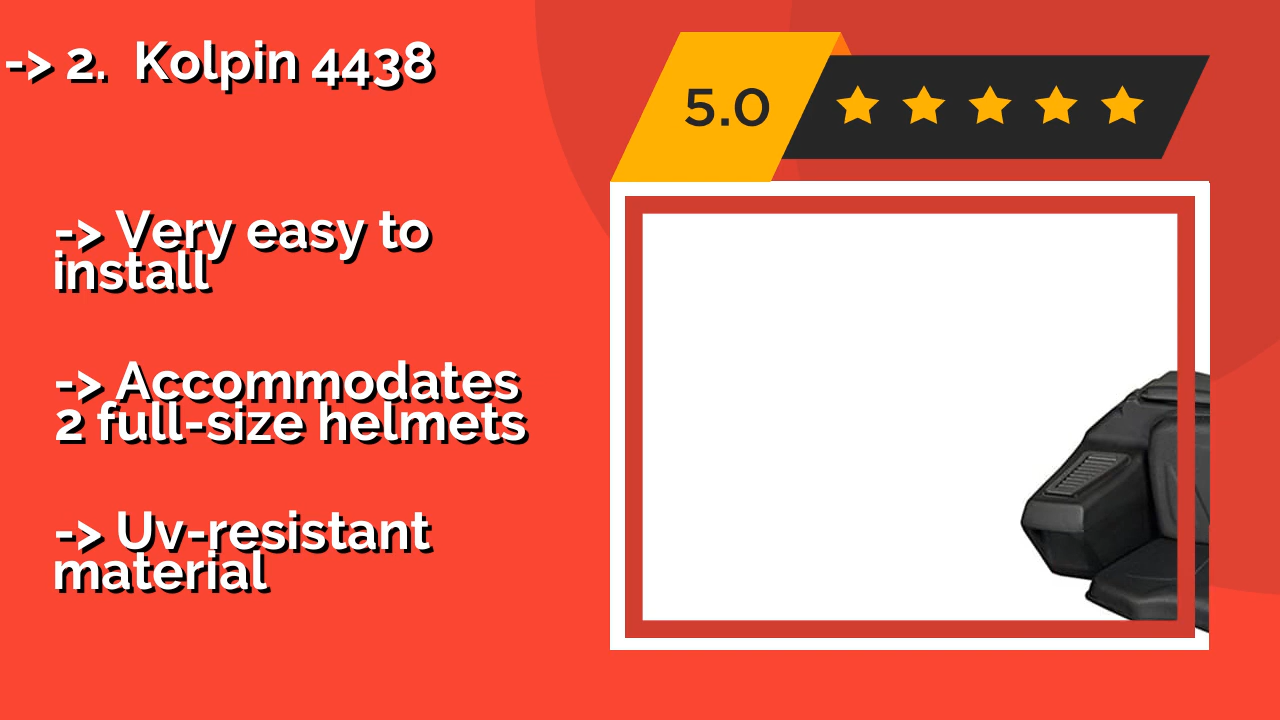 -> 2.  Kolpin 4438
5.0
-> Very easy to
install
-> Accommodates
2 full-size helmets
-> Uv-resistant
material